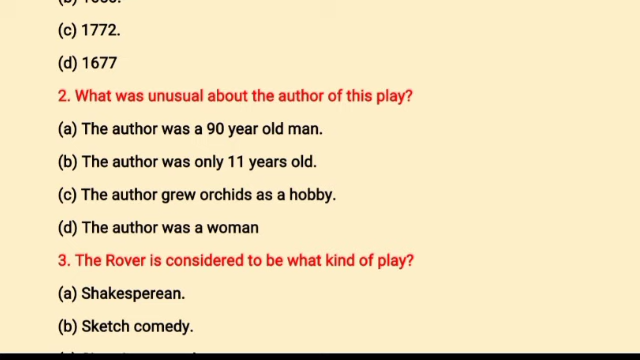 (c) 1772.
(d) 1677
2. What was unusual about the author of this play?
(a) The author was a 90 year old man.
(b) The author was only 11 years old.
(c) The author grew orchids as a hobby.
(d) The author was a woman
3. The Rover is considered to be what kind of play?
(a) Shakesperean.
(b) Sketch comedy.